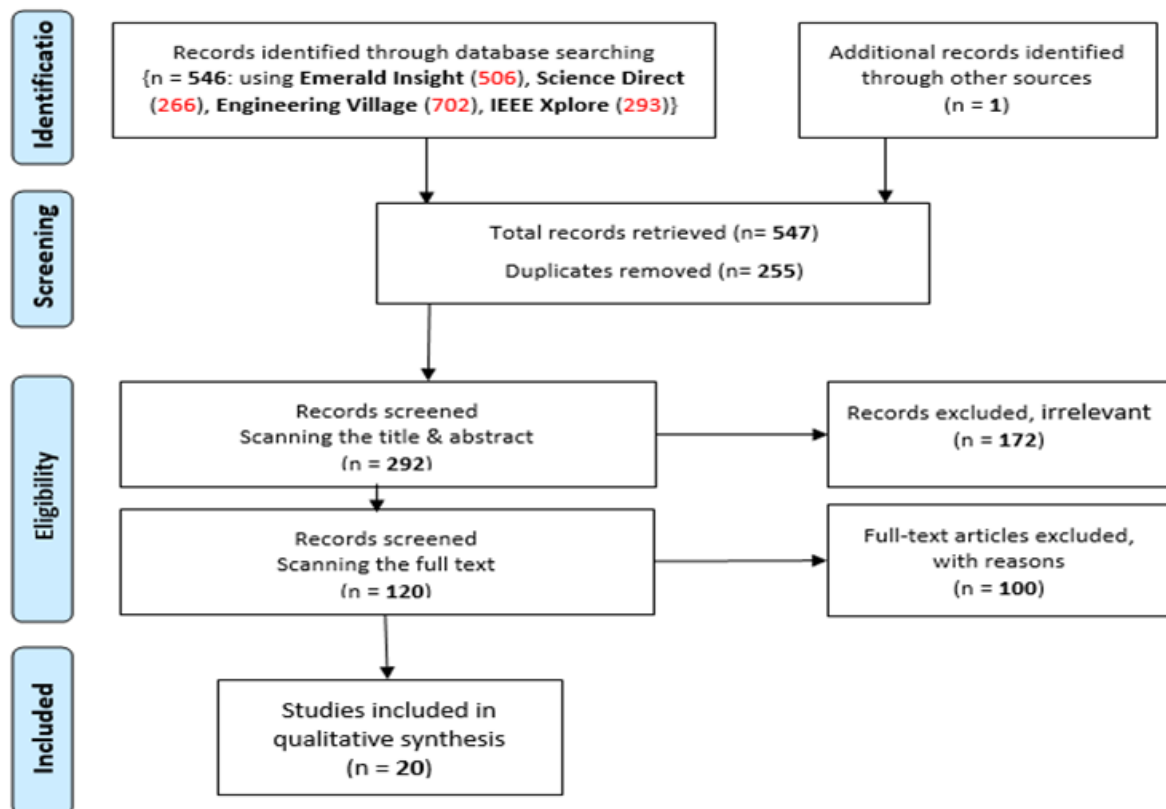 Identificatio
Records identified through database searching
{n = 546: using Emerald Insight (506), Science Direct
(266), Engineering Village (702), IEEE Xplore (293)}
Additional records identified
through other sources
(n = 1)
Screening
Total records retrieved (n= 547)
Duplicates removed (n= 255)
Eligibility
Records screened
Scanning the title & abstract
(n = 292)
Records excluded, irrelevant
(n = 172)
Records screened
Scanning the full text
(n = 120)
Full-text articles excluded,
with reasons
(n = 100)
Included
Studies included in
qualitative synthesis
(n = 20)